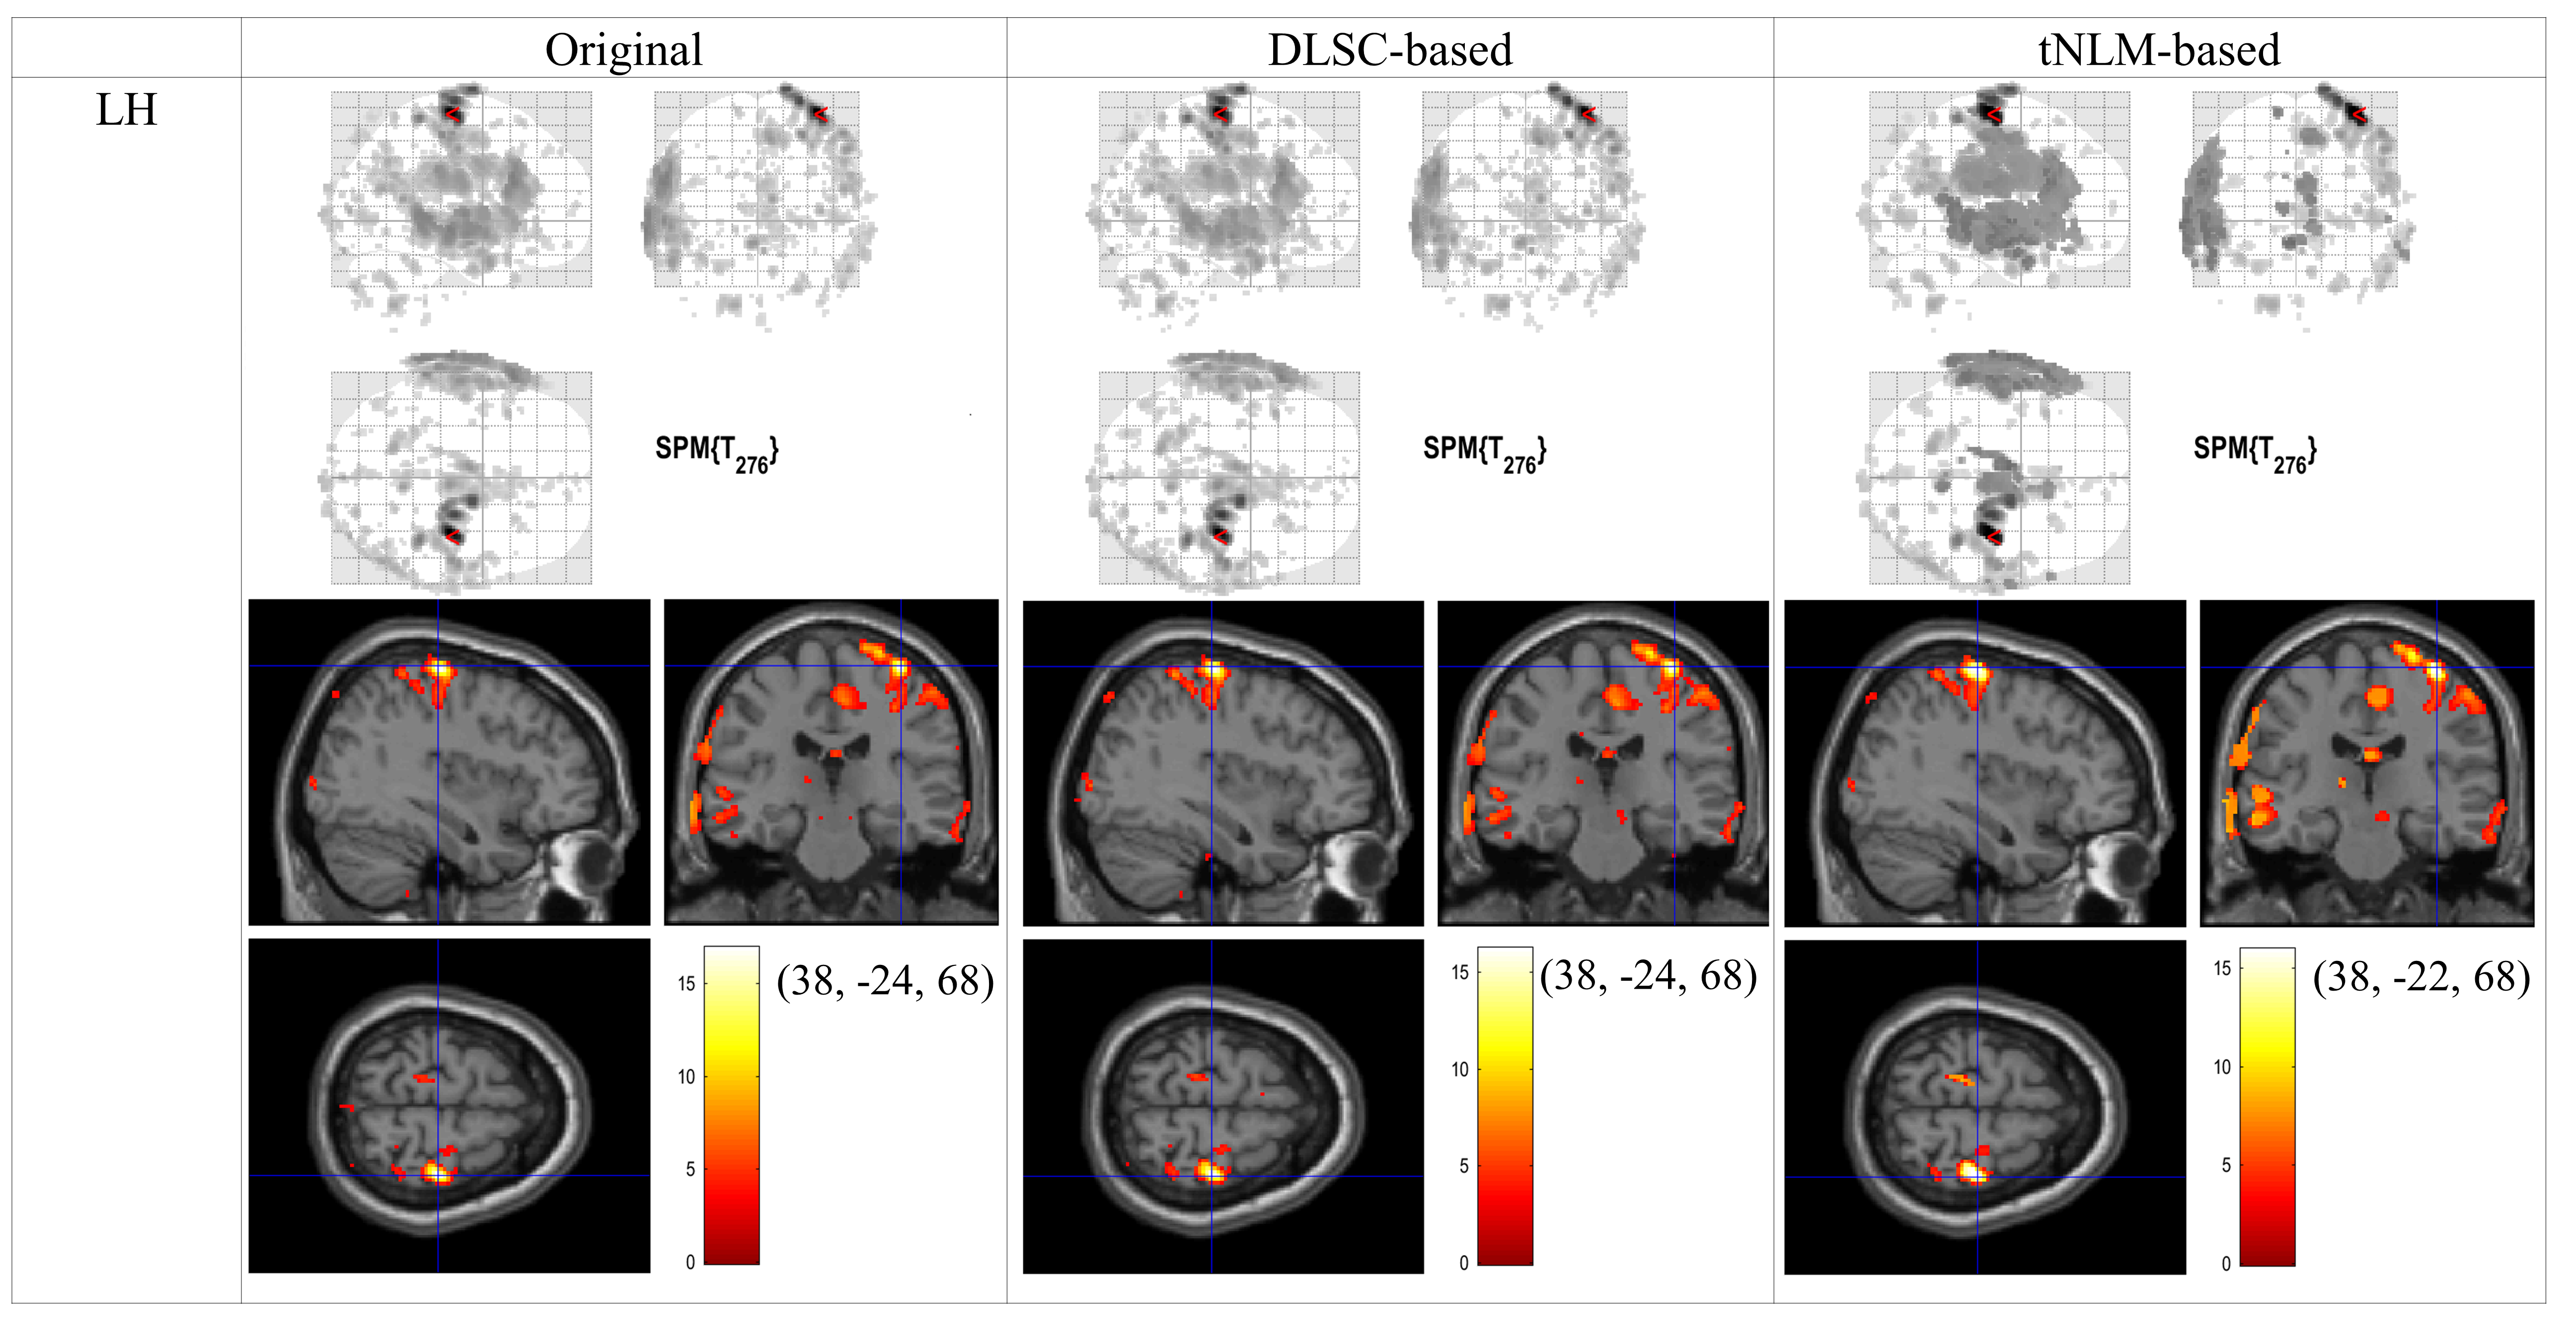 Original DLSC-based tNLM-based
LH
SPM{T276} SPM{T276} SPM{T276}
(38, -24, 68) (38, -24, 68) (38, -22, 68)
15 15 15
10 10 10
5 5 5
0 0 0